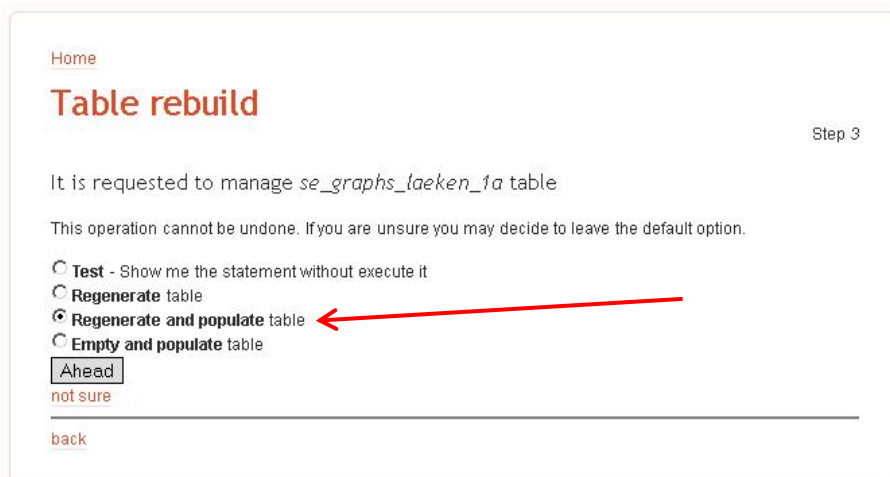 Home
Table rebuild
Step 3
It is requested to manage se_graphs_laeken_1a table
This operation cannot be undone. If you are unsure you may decide to leave the default option.
Test - Show me the statement without execute it
Regenerate table
Regenerate and populate table
Empty and populate table
Ahead
not sure
back